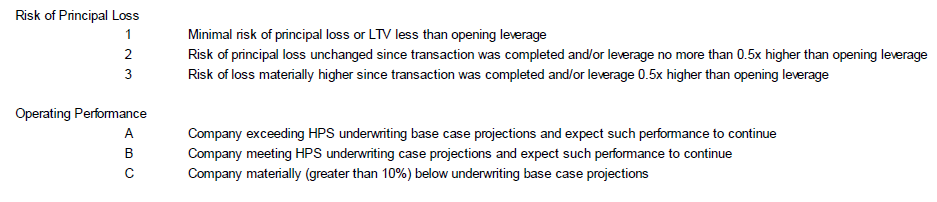 Risk of Principal Loss
1 Minimal risk of principal loss or LTV less than opening leverage
2 Risk of principal loss unchanged since transaction was completed and/or leverage no more than 0.5x higher than opening leverage
3 Risk of loss materially higher since transaction was completed and/or leverage 0.5x higher than opening leverage
Operating Performance
A Company exceeding HPS underwriting base case projections and expect such performance to continue
B Company meeting HPS underwriting case projections and expect such performance to continue
C Company materially (greater than 10%) below underwriting base case projections